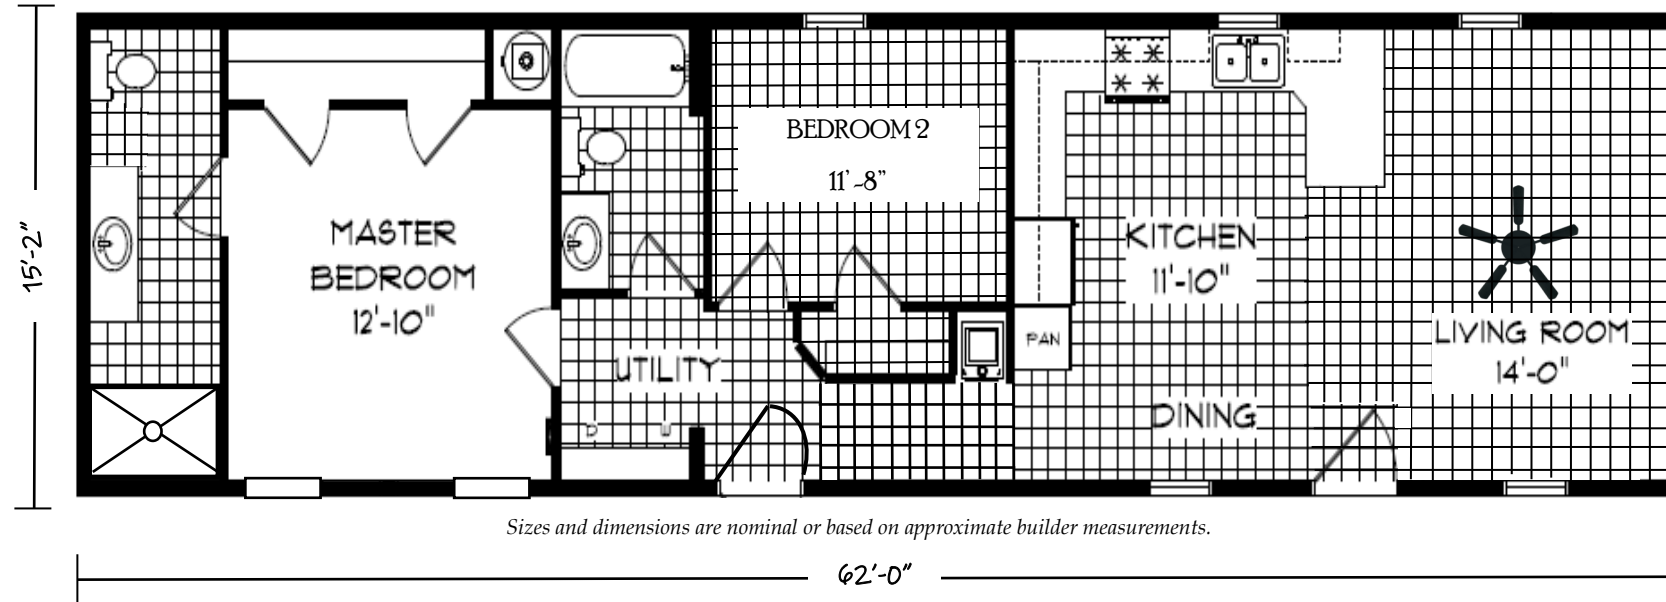 15'-2"
MASTER
BEDROOM
12'-10"
UTILITY
D
W
BEDROOM 2
11'-8"
KITCHEN
11'-10"
PAN
DINING
LIVING ROOM
14'-0"
Sizes and dimensions are nominal or based on approximate builder measurements.
62'-0"